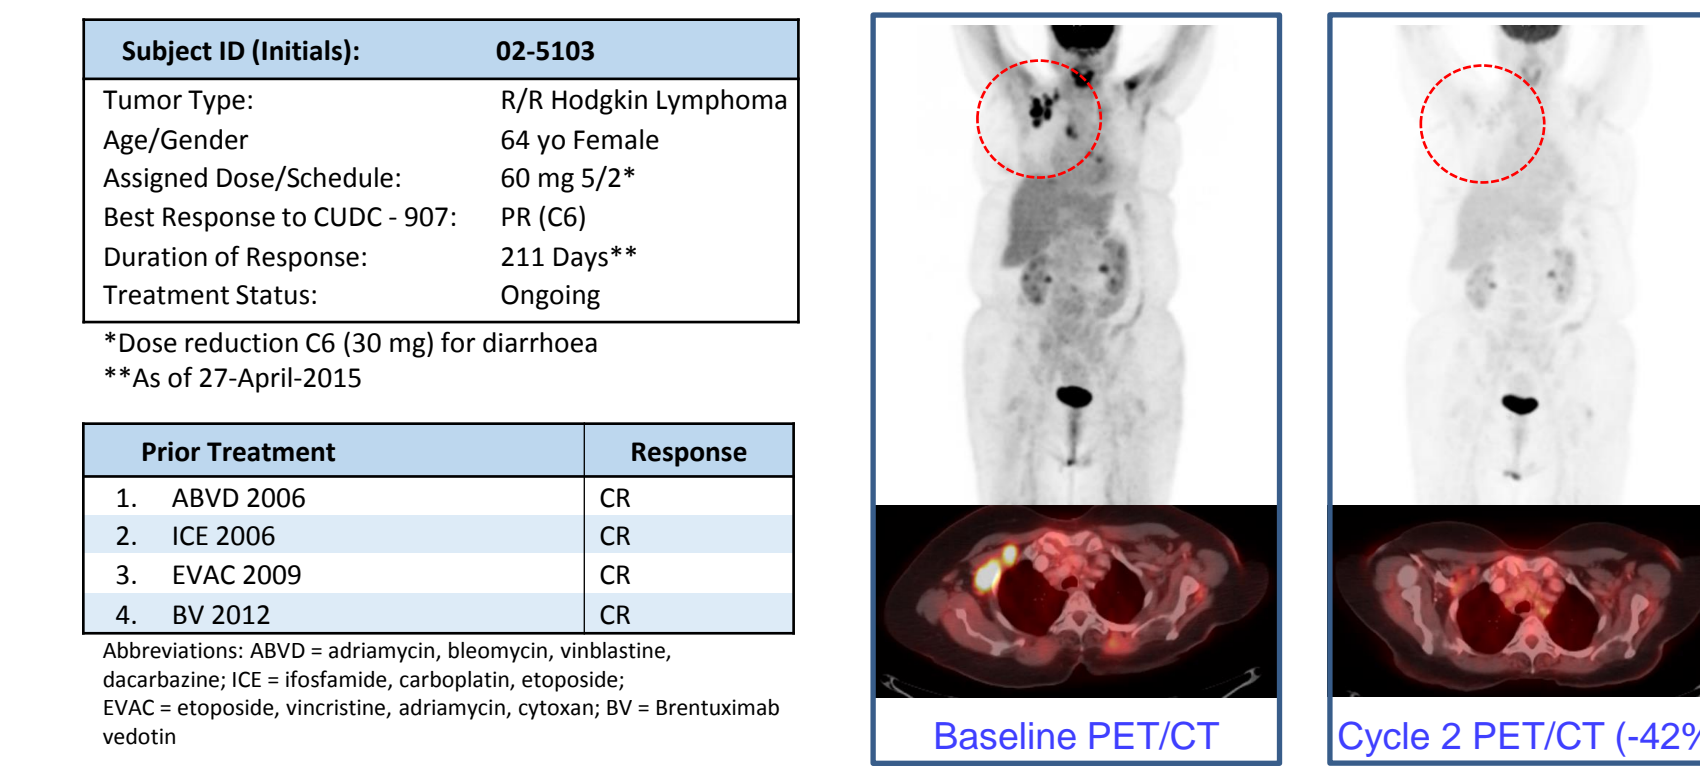 Subject ID (Initials): 02-5103
Tumor Type: R/R Hodgkin Lymphoma
Age/Gender 64 yo Female
Assigned Dose/Schedule: 60 mg 5/2*
Best Response to CUDC - 907: PR (C6)
Duration of Response: 211 Days**
Treatment Status: Ongoing
*Dose reduction C6 (30 mg) for diarrhoea
**As of 27-April-2015
Prior Treatment Response
1. ABVD 2006 CR
2. ICE 2006 CR
3. EVAC 2009 CR
4. BV 2012 CR
Abbreviations: ABVD = adriamycin, bleomycin, vinblastine,
dacarbazine; ICE = ifosfamide, carboplatin, etoposide;
EVAC = etoposide, vincristine, adriamycin, cytoxan; BV = Brentuximab
vedotin
Baseline PET/CT
Cycle 2 PET/CT (-42%